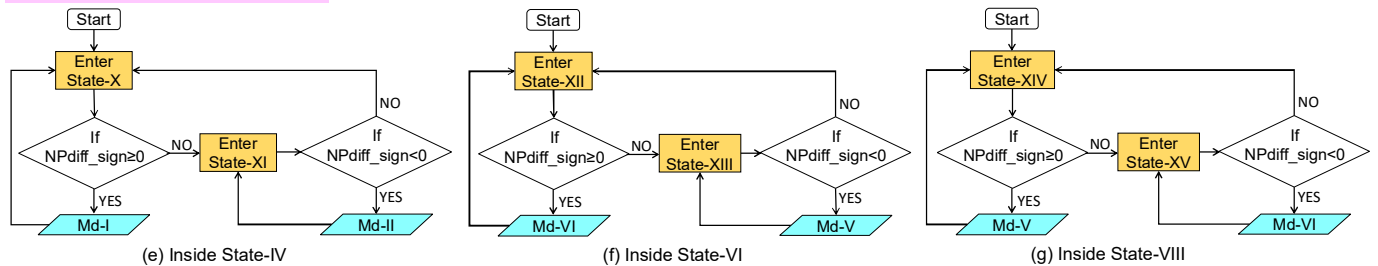 Start
Enter
State-X
NO
If
NPdiff_sign≥0
NO
Enter
State-XI
If
NPdiff_sign<0
YES
YES
Md-I
Md-II
(e) Inside State-IV
Start
Enter
State-XII
NO
If
NPdiff_sign≥0
NO
Enter
State-XIII
If
NPdiff_sign<0
YES
YES
Md-VI
Md-V
(f) Inside State-VI
Start
Enter
State-XIV
NO
If
NPdiff_sign≥0
NO
Enter
State-XV
If
NPdiff_sign<0
YES
YES
Md-V
Md-VI
(g) Inside State-VIII